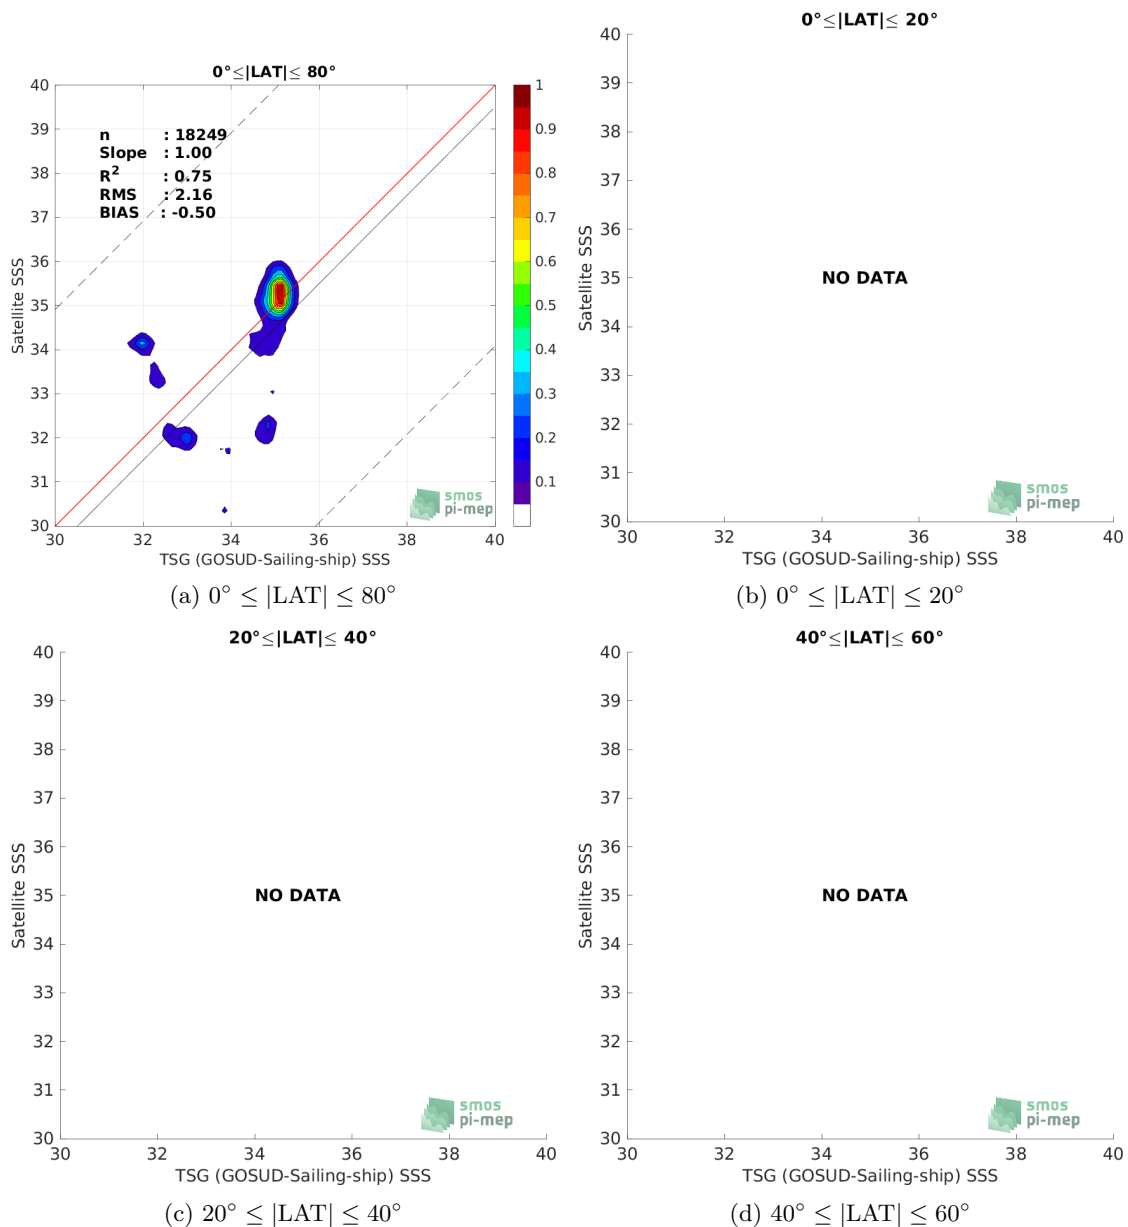 0°≤|LAT|≤ 80°
40
39
38
37
36
35
34
33
32
31
30
Satellite SSS
n : 18249
Slope : 1.00
R² : 0.75
RMS : 2.16
BIAS : -0.50
1
0.9
0.8
0.7
0.6
0.5
0.4
0.3
0.2
0.1
smos
pi-mep
30 32 34 36 38 40
TSG (GOSUD-Sailing-ship) SSS
(a) 0° ≤ |LAT| ≤ 80°
0°≤|LAT|≤ 20°
40
39
38
37
36
35
34
33
32
31
30
Satellite SSS
NO DATA
smos
pi-mep
30 32 34 36 38 40
TSG (GOSUD-Sailing-ship) SSS
(b) 0° ≤ |LAT| ≤ 20°
20°≤|LAT|≤ 40°
40
39
38
37
36
35
34
33
32
31
30
Satellite SSS
NO DATA
smos
pi-mep
30 32 34 36 38 40
TSG (GOSUD-Sailing-ship) SSS
(c) 20° ≤ |LAT| ≤ 40°
40°≤|LAT|≤ 60°
40
39
38
37
36
35
34
33
32
31
30
Satellite SSS
NO DATA
smos
pi-mep
30 32 34 36 38 40
TSG (GOSUD-Sailing-ship) SSS
(d) 40° ≤ |LAT| ≤ 60°